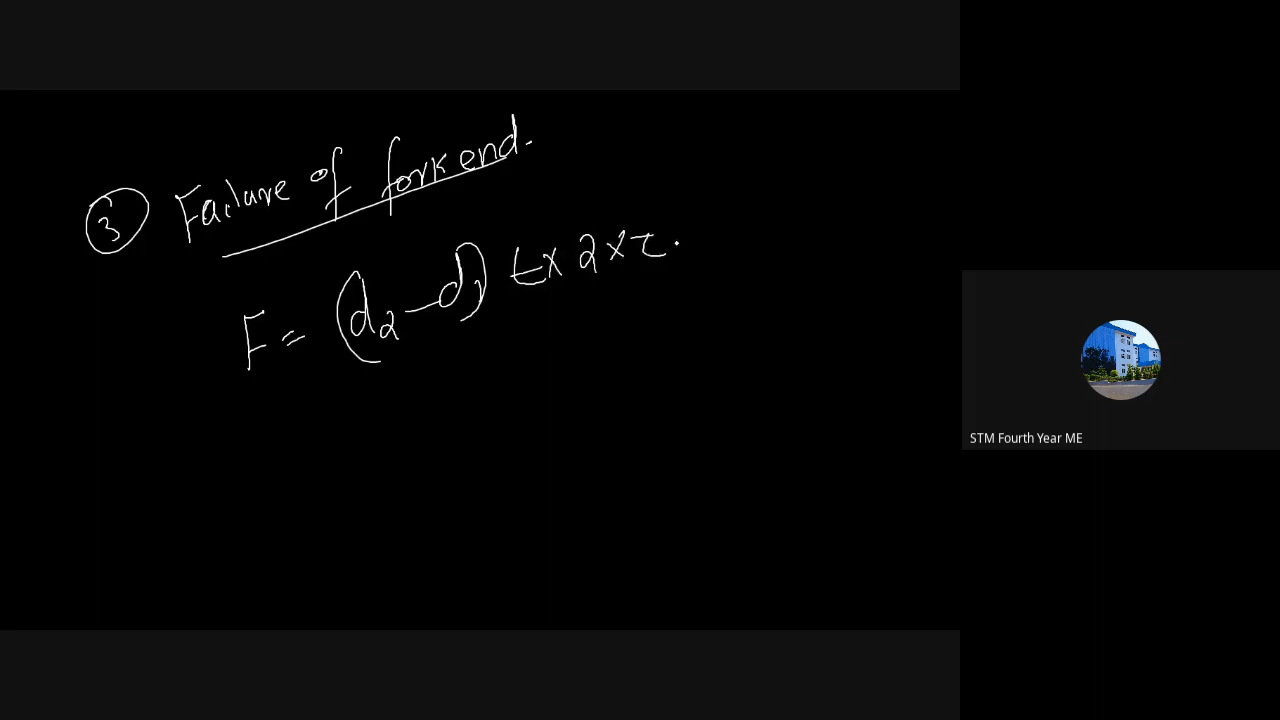 ③ Failure of fork end.
F = (d₂ - d₁) t x 2 x τ.
STM Fourth Year ME